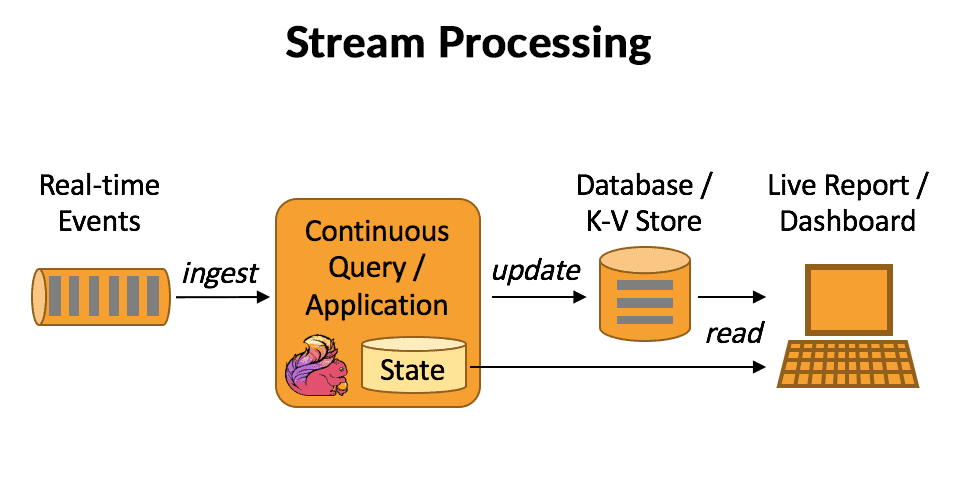 Stream Processing
Real-time
Events
ingest
Continuous
Query /
Application
State
update
Database /
K-V Store
read
Live Report /
Dashboard